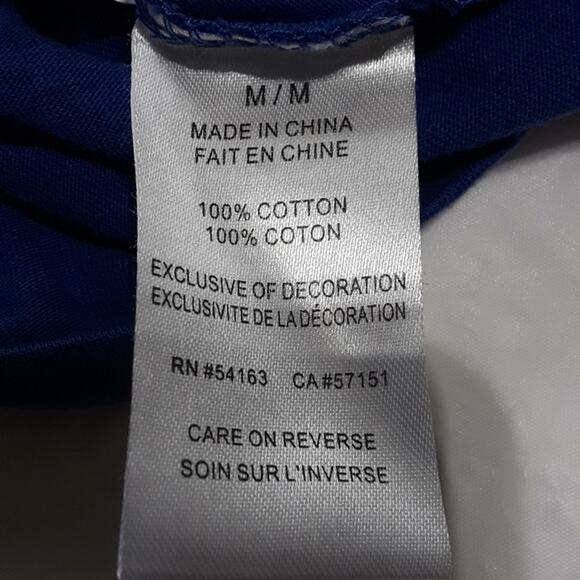 M/M
MADE IN CHINA
FAIT EN CHINE
100% COTTON
100% COTON
EXCLUSIVE OF DECORATION
EXCLUSIVITE DE LA DÉCORATION
RN #54163 CA#57151
CARE ON REVERSE
SOIN SUR L'INVERSE